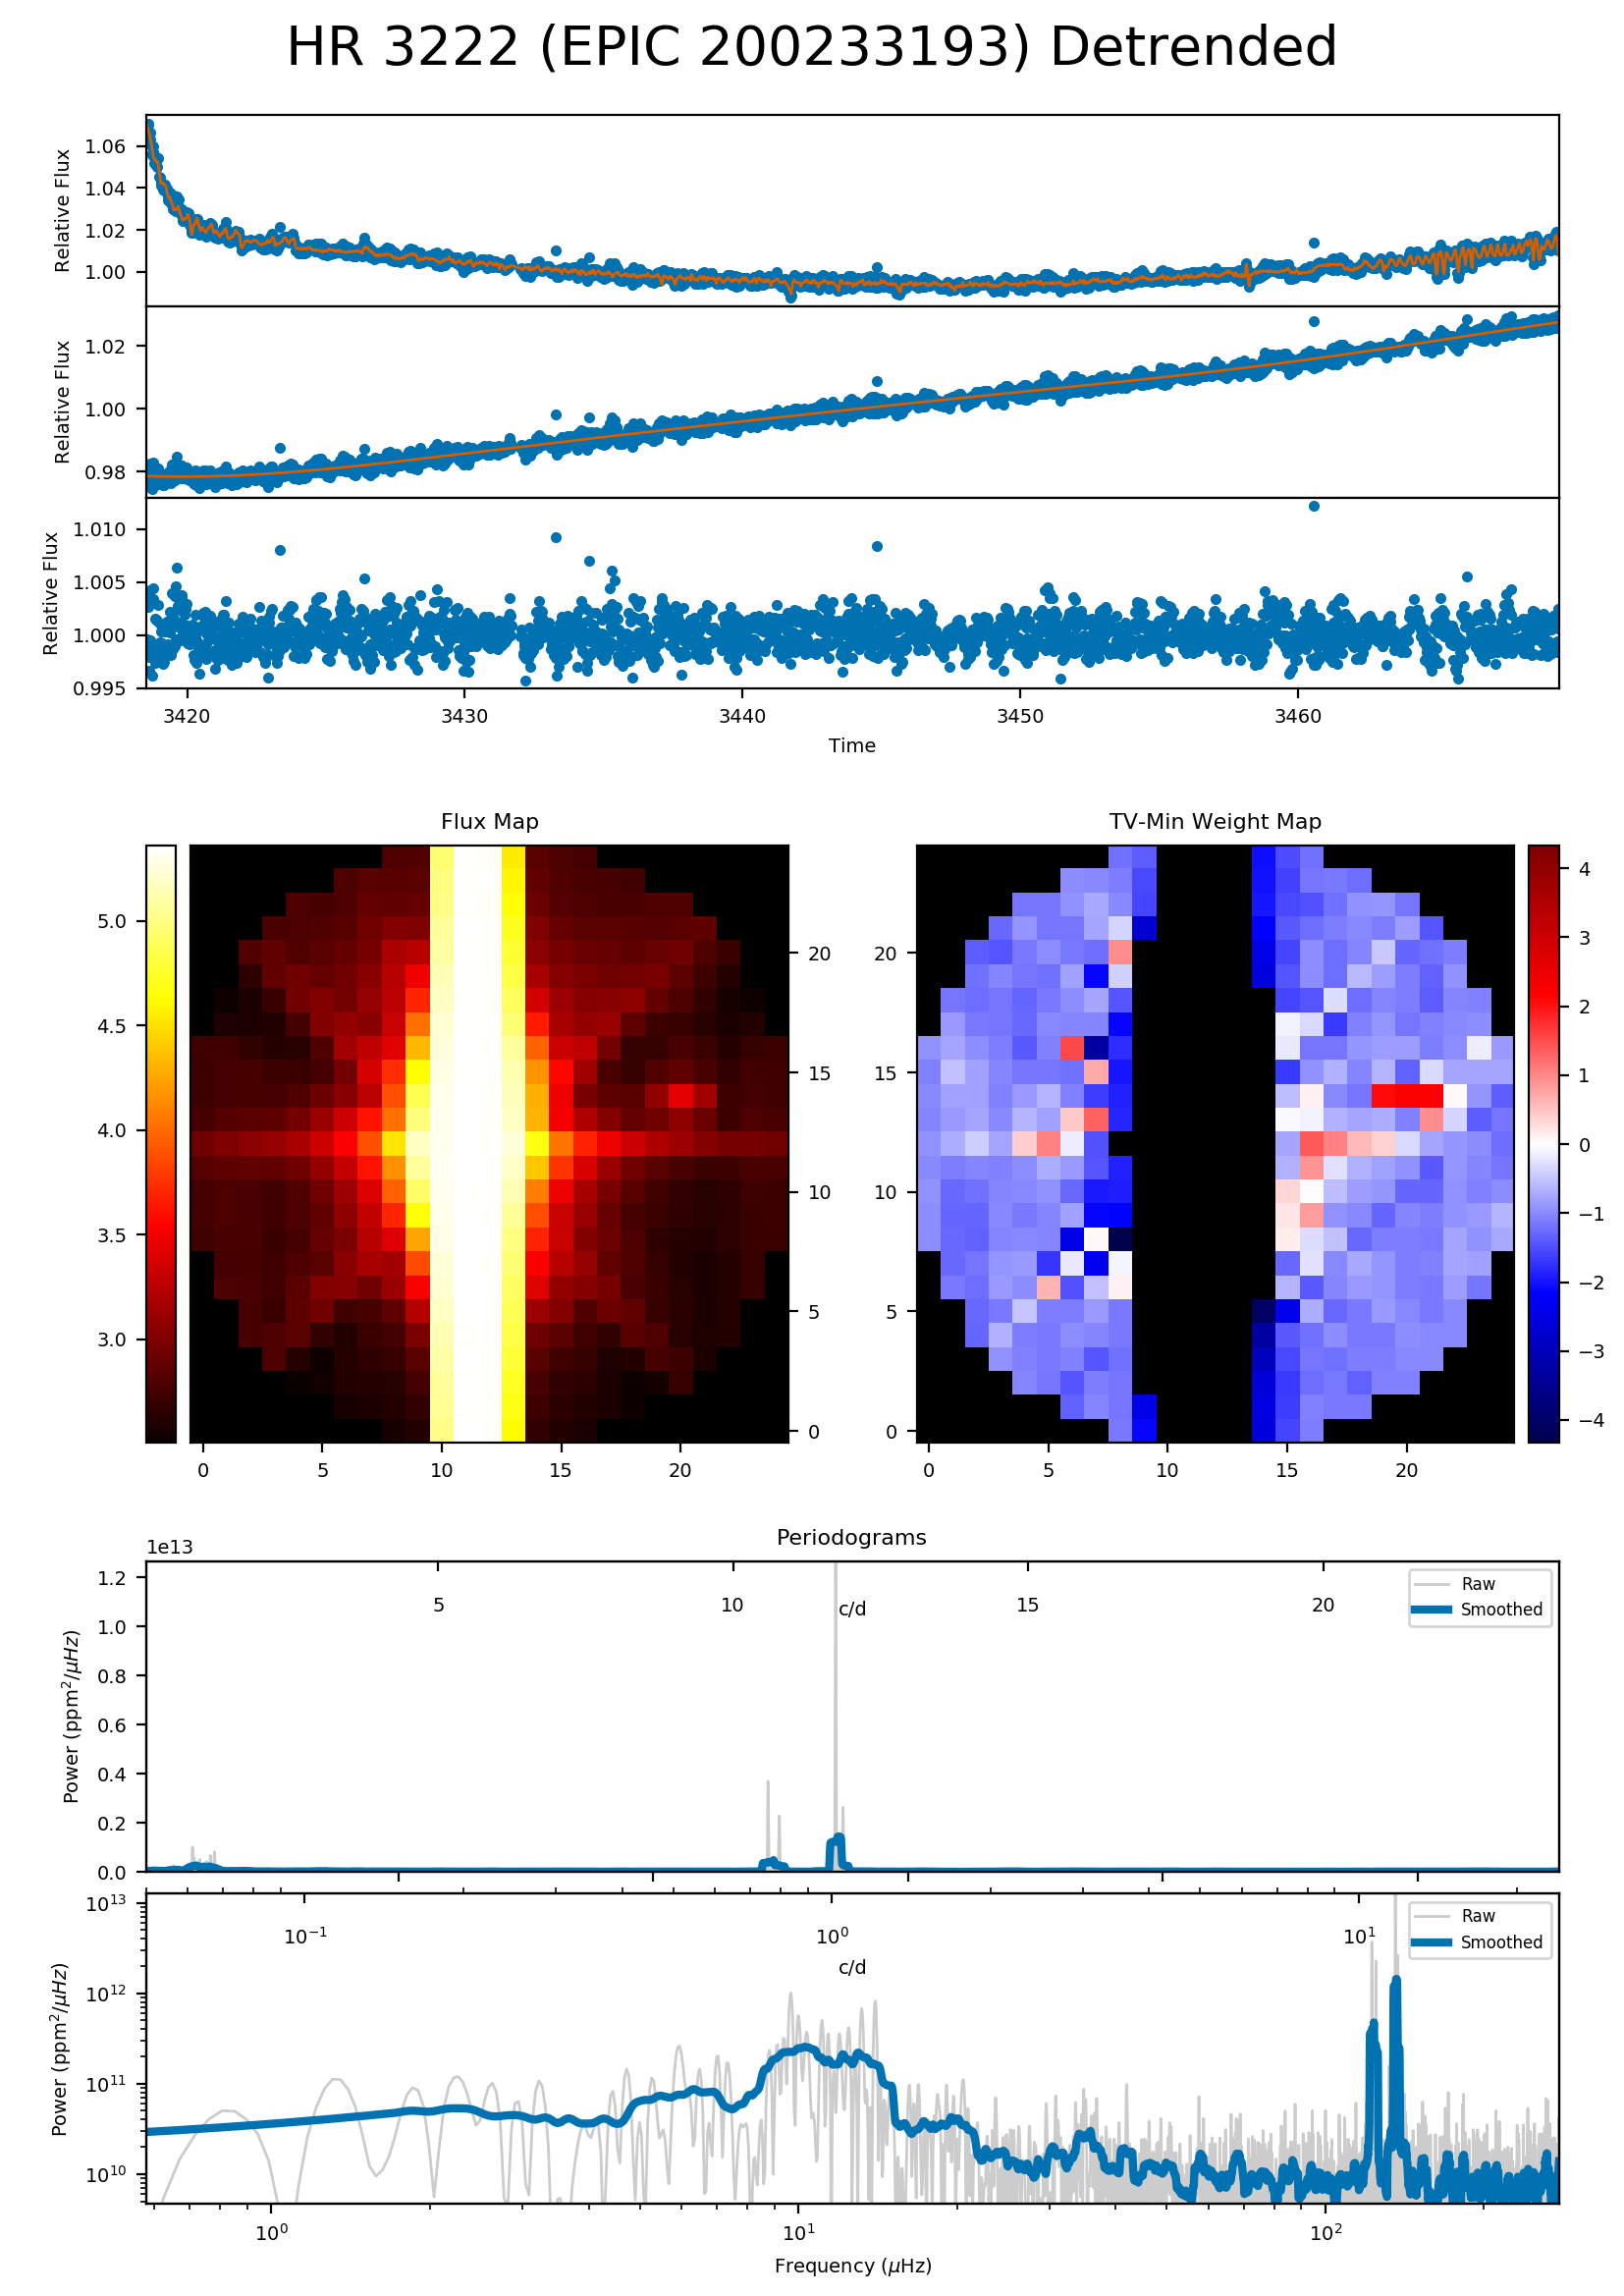 HR 3222 (EPIC 200233193) Detrended
1.06
1.04
1.02
1.00
Relative Flux
1.02
1.00
0.98
Relative Flux
1.010
1.005
1.000
0.995
Relative Flux
3420 3430 3440 3450 3460
Time
Flux Map
5.0
4.5
4.0
3.5
3.0
20
15
10
5
0
0 5 10 15 20
TV-Min Weight Map
20
15
10
5
0
0 5 10 15 20
4
3
2
1
0
−1
−2
−3
−4
Periodograms
1e13
1.2
1.0
0.8
0.6
0.4
0.2
0.0
Power (ppm²/μHz)
5 10 15 20
c/d
Raw
Smoothed
10¹³
10¹²
10¹¹
10¹⁰
Power (ppm²/μHz)
10⁻¹ 10⁰ 10¹
c/d
Raw
Smoothed
10⁰ 10¹ 10²
Frequency (μHz)